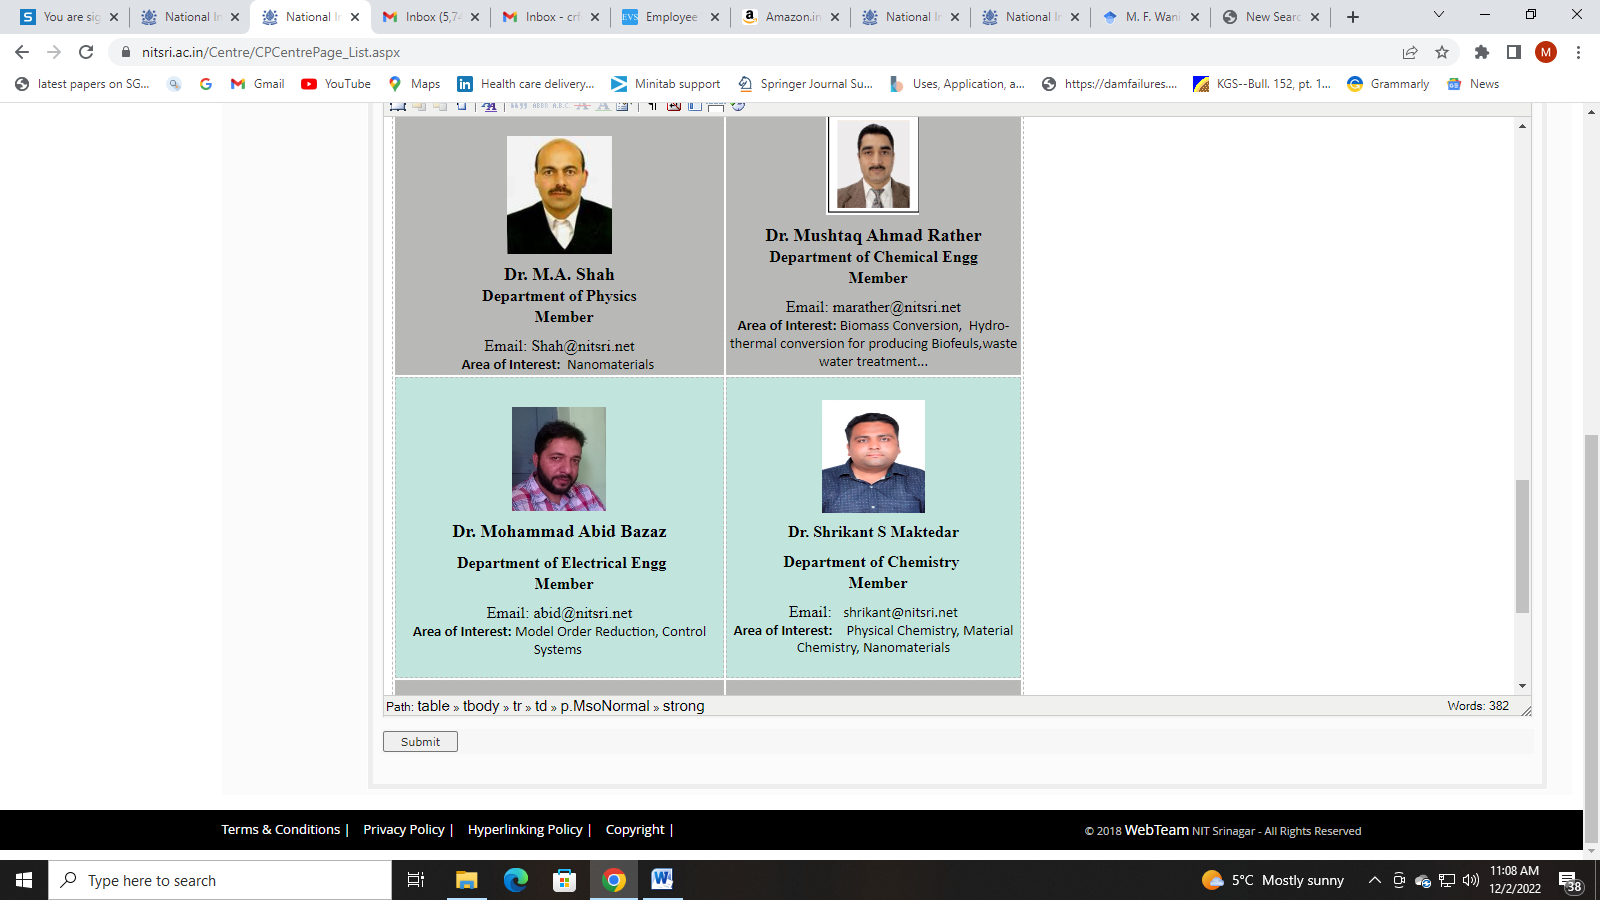 You are sig
National In
National In
Inbox (5,74
Inbox - crf
Employee
Amazon.in
National In
National In
M. F. Wani
New Searc
nitsri.ac.in/Centre/CPCentrePage_List.aspx
M
latest papers on SG...
Gmail
YouTube
Maps
Health care delivery...
Minitab support
Springer Journal Su...
Uses, Application, a...
https://damfailures....
KGS--Bull. 152, pt. 1...
Grammarly
News
Dr. M.A. Shah
Department of Physics
Member
Email: Shah@nitsri.net
Area of Interest: Nanomaterials
Dr. Mushtaq Ahmad Rather
Department of Chemical Engg
Member
Email: marather@nitsri.net
Area of Interest: Biomass Conversion, Hydro-
thermal conversion for producing Biofeuls,waste
water treatment...
Dr. Mohammad Abid Bazaz
Department of Electrical Engg
Member
Email: abid@nitsri.net
Area of Interest: Model Order Reduction, Control
Systems
Dr. Shrikant S Maktedar
Department of Chemistry
Member
Email: shrikant@nitsri.net
Area of Interest: Physical Chemistry, Material
Chemistry, Nanomaterials
Path: table » tbody » tr » td » p.MsoNormal » strong
Words: 382
Submit
Terms & Conditions | Privacy Policy | Hyperlinking Policy | Copyright |
© 2018 WebTeam NIT Srinagar - All Rights Reserved
Type here to search
5°C Mostly sunny
11:08 AM
12/2/2022
38